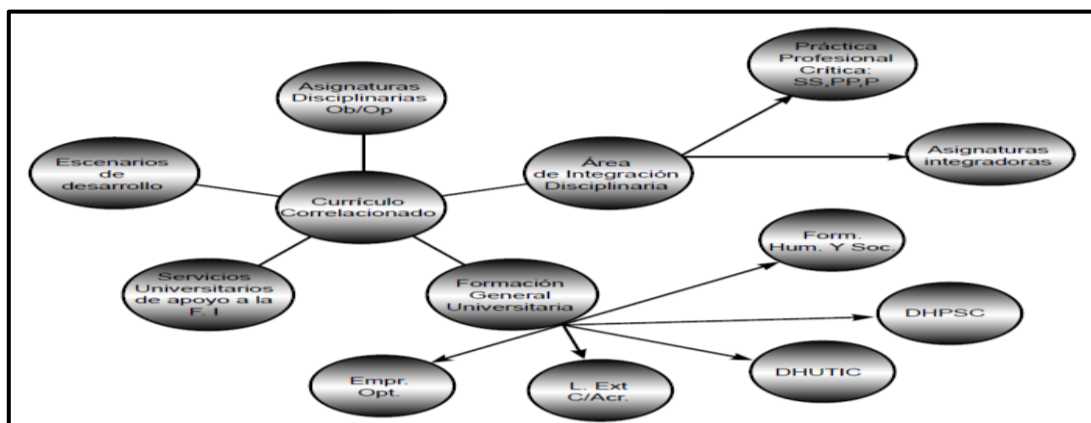 Práctica
Profesional
Crítica:
SS,PP,P
Asignaturas
Disciplinarias
Ob/Op
Asignaturas
integradoras
Escenarios
de
desarrollo
Área
de Integración
Disciplinaria
Currículo
Correlacionado
Form.
Hum. Y Soc.
Servicios
Universitarios
de apoyo a la
F. I
Formación
General
Universitaria
DHPSC
DHUTIC
Empr.
Opt.
L. Ext
C/Acr.